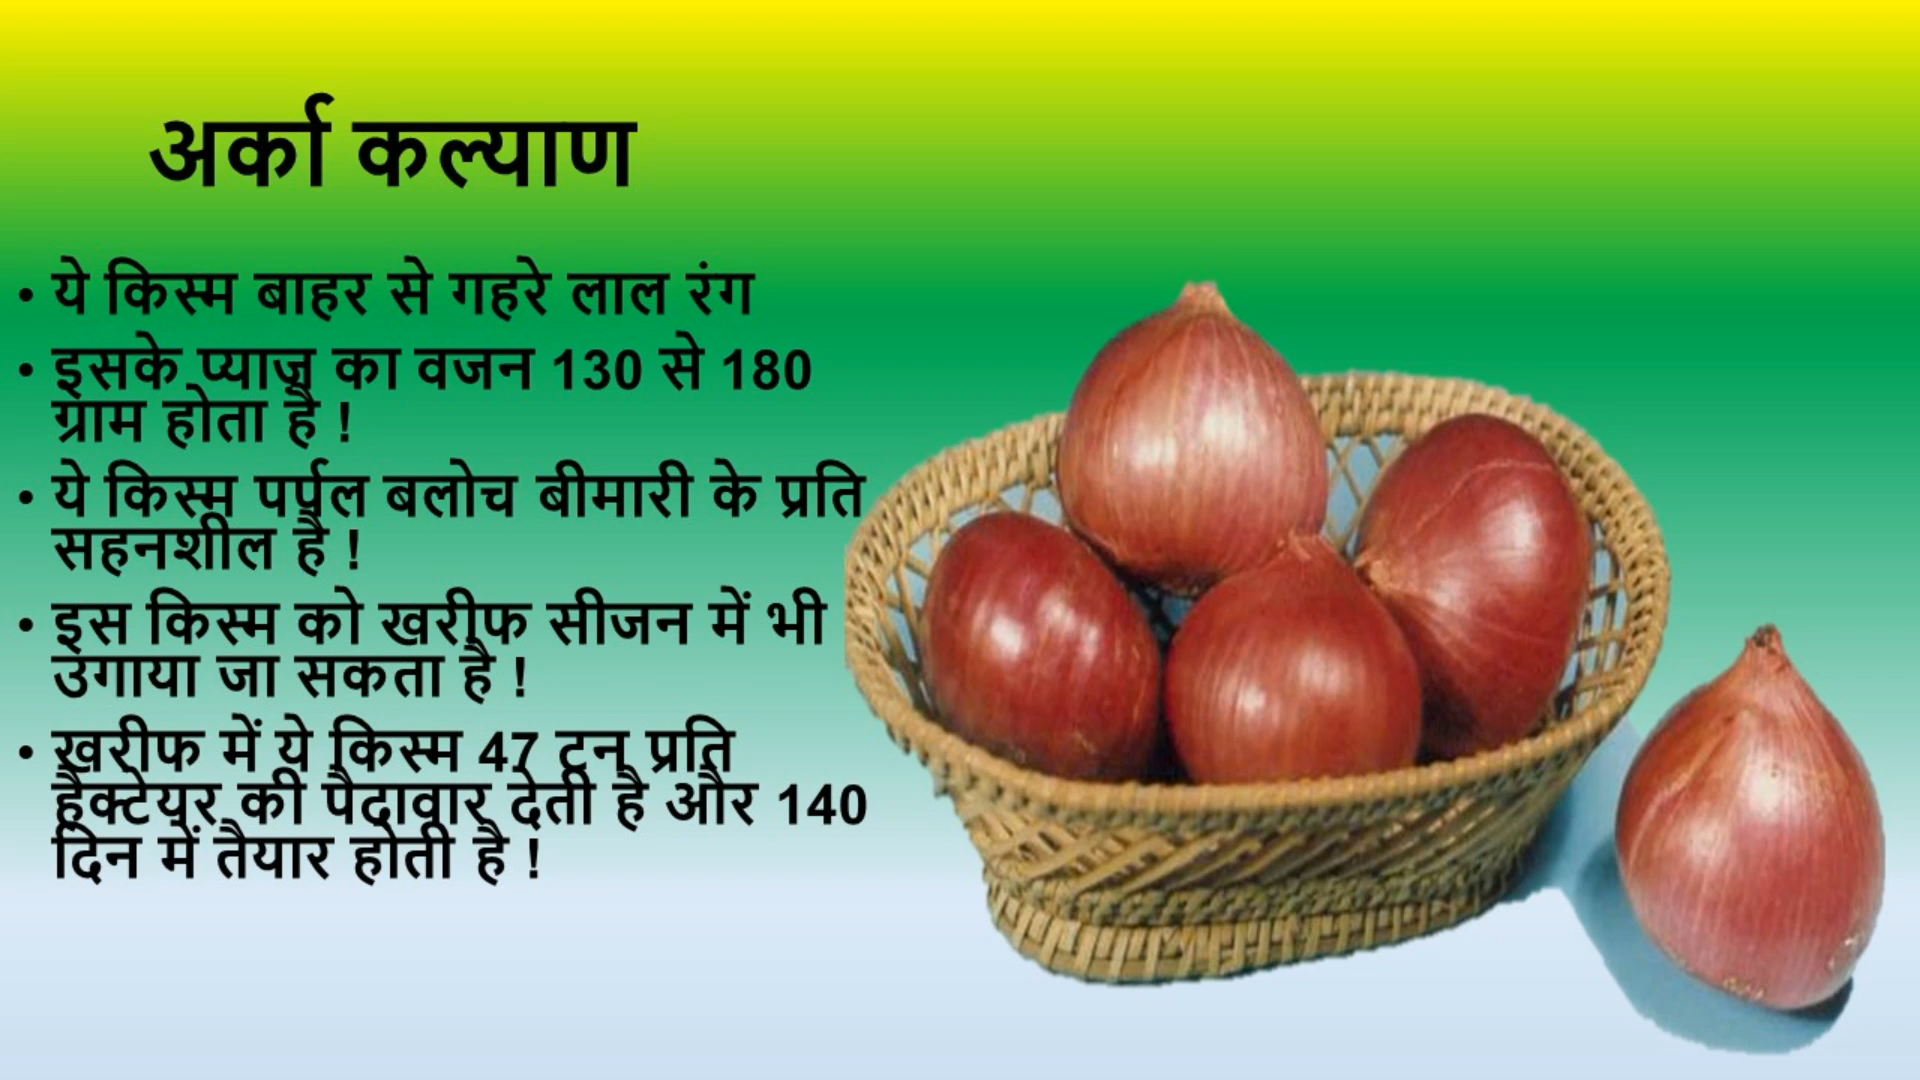 अर्का कल्याण
• ये किस्म बाहर से गहरे लाल रंग
• इसके प्याज़ का वजन 130 से 180
ग्राम होता है !
• ये किस्म पर्पल बलोच बीमारी के प्रति
सहनशील है !
• इस किस्म को खरीफ सीजन में भी
उगाया जा सकता है !
• खरीफ में ये किस्म 47 टन प्रति
हैक्टेयर की पैदावार देती है और 140
दिन में तैयार होती है !